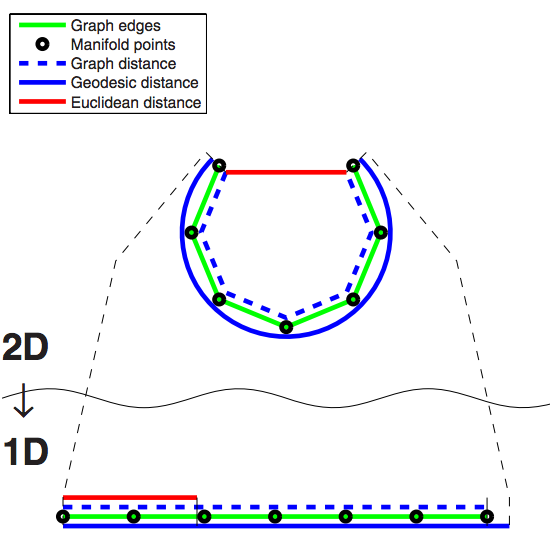 Graph edges
Manifold points
Graph distance
Geodesic distance
Euclidean distance
2D
1D